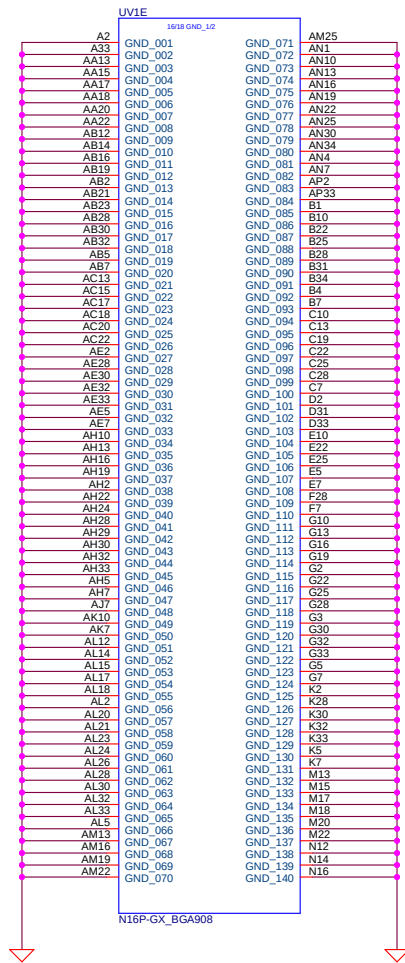 UV1E
16/18 GND_1/2
A2 GND_001 GND_071 AM25
A33 GND_002 GND_072 AN1
AA13 GND_003 GND_073 AN10
AA15 GND_004 GND_074 AN13
AA17 GND_005 GND_075 AN16
AA18 GND_006 GND_076 AN19
AA20 GND_007 GND_077 AN22
AA22 GND_008 GND_078 AN25
AB12 GND_009 GND_079 AN30
AB14 GND_010 GND_080 AN34
AB16 GND_011 GND_081 AN4
AB19 GND_012 GND_082 AN7
AB2 GND_013 GND_083 AP2
AB21 GND_014 GND_084 AP33
AB23 GND_015 GND_085 B1
AB28 GND_016 GND_086 B10
AB30 GND_017 GND_087 B22
AB32 GND_018 GND_088 B25
AB5 GND_019 GND_089 B28
AB7 GND_020 GND_090 B31
AC13 GND_021 GND_091 B34
AC15 GND_022 GND_092 B4
AC17 GND_023 GND_093 B7
AC18 GND_024 GND_094 C10
AC20 GND_025 GND_095 C13
AC22 GND_026 GND_096 C19
AE2 GND_027 GND_097 C22
AE28 GND_028 GND_098 C25
AE30 GND_029 GND_099 C28
AE32 GND_030 GND_100 C7
AE33 GND_031 GND_101 D2
AE5 GND_032 GND_102 D31
AE7 GND_033 GND_103 D33
AH10 GND_034 GND_104 E10
AH13 GND_035 GND_105 E22
AH16 GND_036 GND_106 E25
AH19 GND_037 GND_107 E5
AH2 GND_038 GND_108 E7
AH22 GND_039 GND_109 F28
AH24 GND_040 GND_110 F7
AH28 GND_041 GND_111 G10
AH29 GND_042 GND_112 G13
AH30 GND_043 GND_113 G16
AH32 GND_044 GND_114 G19
AH33 GND_045 GND_115 G2
AH5 GND_046 GND_116 G22
AH7 GND_047 GND_117 G25
AJ7 GND_048 GND_118 G28
AK10 GND_049 GND_119 G3
AK7 GND_050 GND_120 G30
AL12 GND_051 GND_121 G32
AL14 GND_052 GND_122 G33
AL15 GND_053 GND_123 G5
AL17 GND_054 GND_124 G7
AL18 GND_055 GND_125 K2
AL2 GND_056 GND_126 K28
AL20 GND_057 GND_127 K30
AL21 GND_058 GND_128 K32
AL23 GND_059 GND_129 K33
AL24 GND_060 GND_130 K5
AL26 GND_061 GND_131 K7
AL28 GND_062 GND_132 M13
AL30 GND_063 GND_133 M15
AL32 GND_064 GND_134 M17
AL33 GND_065 GND_135 M18
AL5 GND_066 GND_136 M20
AM13 GND_067 GND_137 M22
AM16 GND_068 GND_138 N12
AM19 GND_069 GND_139 N14
AM22 GND_070 GND_140 N16
N16P-GX_BGA908